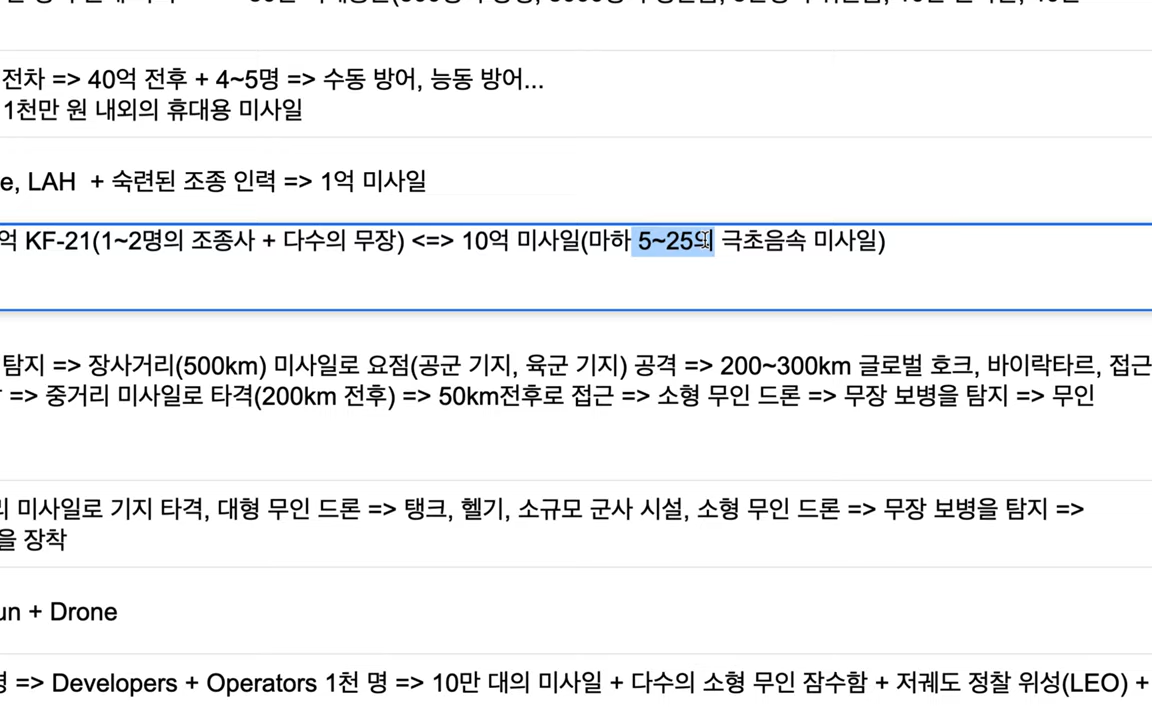 전차 => 40억 전후 + 4~5명 => 수동 방어, 능동 방어...
1천만 원 내외의 휴대용 미사일
e, LAH + 숙련된 조종 인력 => 1억 미사일
억 KF-21(1~2명의 조종사 + 다수의 무장) <=> 10억 미사일(마하 5~25의 극초음속 미사일)
탐지 => 장사거리(500km) 미사일로 요점(공군 기지, 육군 기지) 공격 => 200~300km 글로벌 호크, 바이락타르, 접근
=> 중거리 미사일로 타격(200km 전후) => 50km전후로 접근 => 소형 무인 드론 => 무장 보병을 탐지 => 무인
미사일로 기지 타격, 대형 무인 드론 => 탱크, 헬기, 소규모 군사 시설, 소형 무인 드론 => 무장 보병을 탐지 =>
을 장착
un + Drone
명 => Developers + Operators 1천 명 => 10만 대의 미사일 + 다수의 소형 무인 잠수함 + 저궤도 정찰 위성(LEO) +